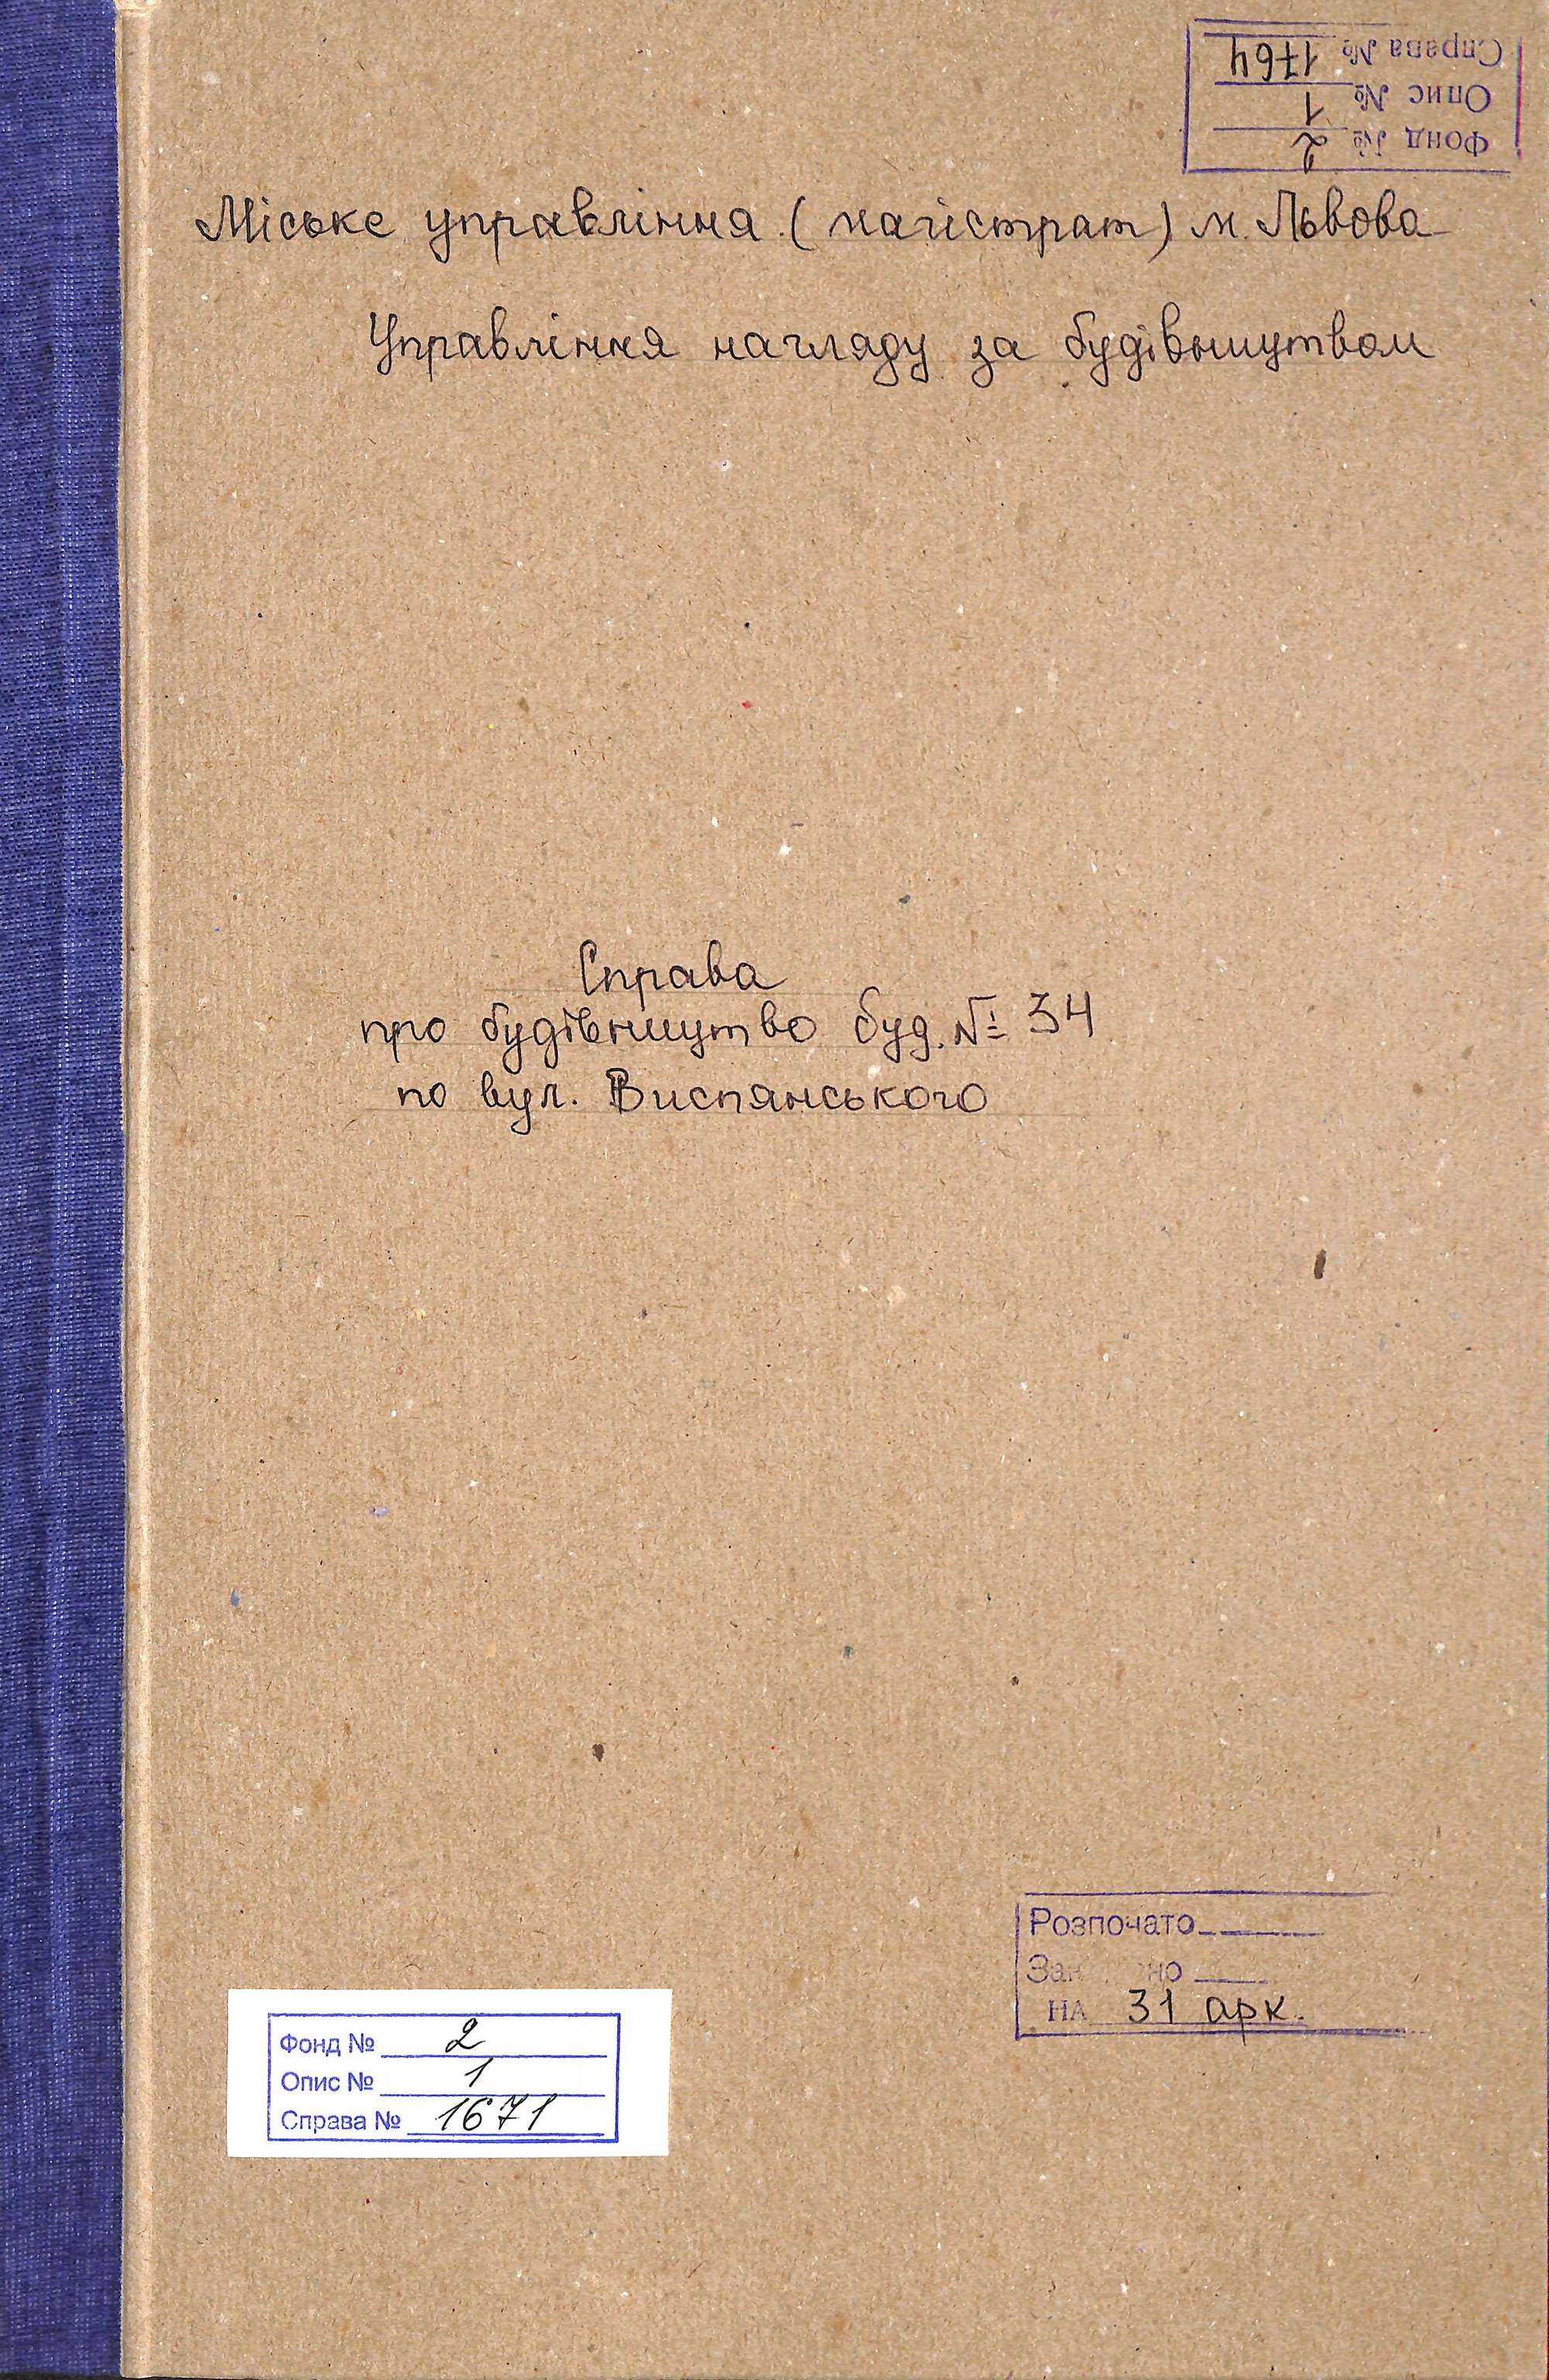 Фонд № 2
Опис № 1
Справа № 1764
Міське управління (магістрат) м. Львова
Управління нагляду за будівництвом
Справа
про будівництво буд. № 34
по вул. Виспянського
Розпочато
НА 31 арк.
Фонд № 2
Опис № 1
Справа № 1671